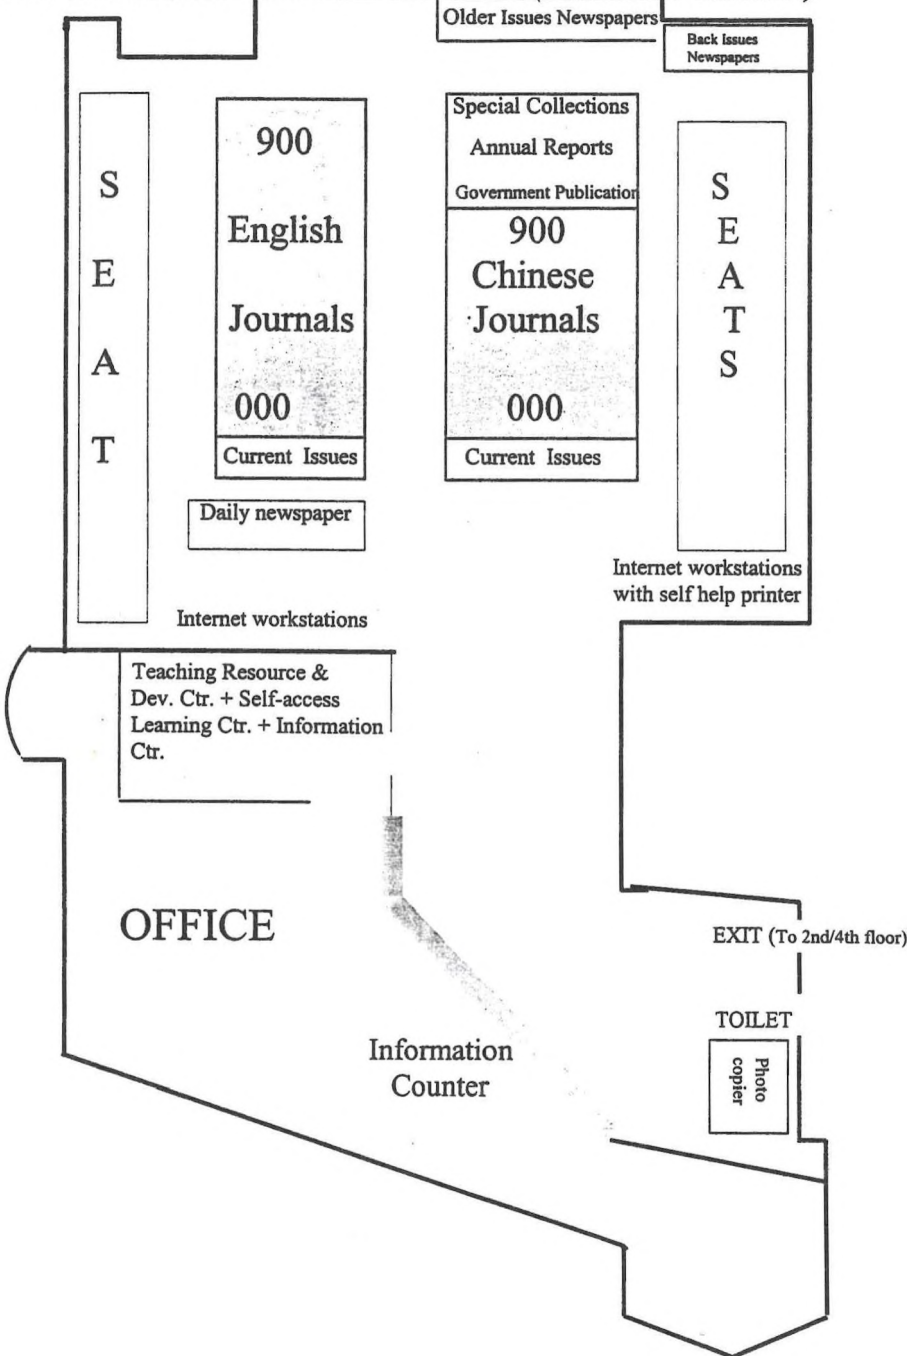 Older Issues Newspapers
Back Issues
Newspapers
S
E
A
T
900
English
Journals
000
Current Issues
Special Collections
Annual Reports
Government Publication
900
Chinese
Journals
000
Current Issues
S
E
A
T
S
Daily newspaper
Internet workstations
Internet workstations
with self help printer
Teaching Resource &
Dev. Ctr. + Self-access
Learning Ctr. + Information
Ctr.
OFFICE
EXIT (To 2nd/4th floor)
TOILET
Photo
copier
Information
Counter